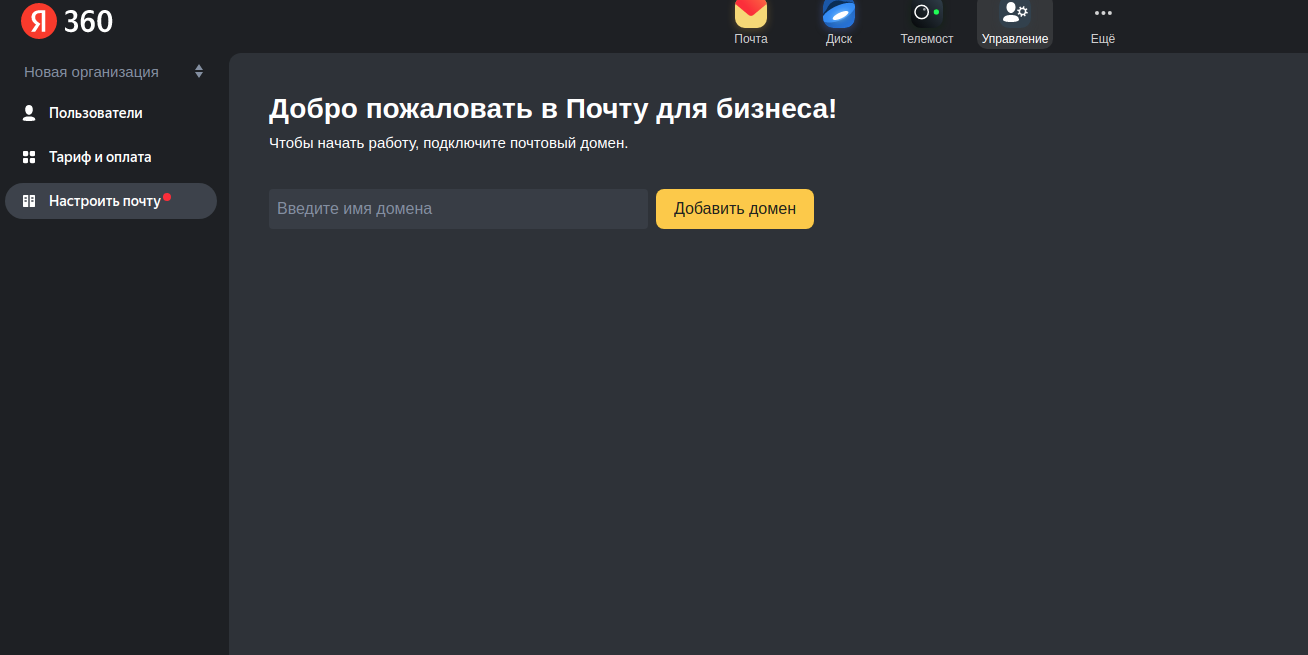 Я 360
Почта
Диск
Телемост
Управление
Ещё
Новая организация
Пользователи
Тариф и оплата
Настроить почту
Добро пожаловать в Почту для бизнеса!
Чтобы начать работу, подключите почтовый домен.
Введите имя домена
Добавить домен